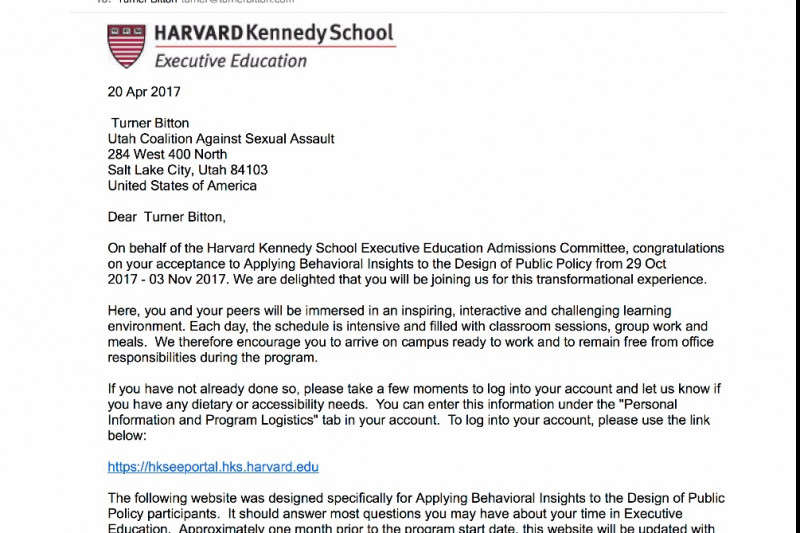 HARVARD Kennedy School
Executive Education
20 Apr 2017
Turner Bitton
Utah Coalition Against Sexual Assault
284 West 400 North
Salt Lake City, Utah 84103
United States of America
Dear Turner Bitton,
On behalf of the Harvard Kennedy School Executive Education Admissions Committee, congratulations
on your acceptance to Applying Behavioral Insights to the Design of Public Policy from 29 Oct
2017 - 03 Nov 2017. We are delighted that you will be joining us for this transformational experience.
Here, you and your peers will be immersed in an inspiring, interactive and challenging learning
environment. Each day, the schedule is intensive and filled with classroom sessions, group work and
meals. We therefore encourage you to arrive on campus ready to work and to remain free from office
responsibilities during the program.
If you have not already done so, please take a few moments to log into your account and let us know if
you have any dietary or accessibility needs. You can enter this information under the "Personal
Information and Program Logistics" tab in your account. To log into your account, please use the link
below:
https://hkseeportal.hks.harvard.edu
The following website was designed specifically for Applying Behavioral Insights to the Design of Public
Policy participants. It should answer most questions you may have about your time in Executive
Education. Approximately one month prior to the program start date, this website will be updated with